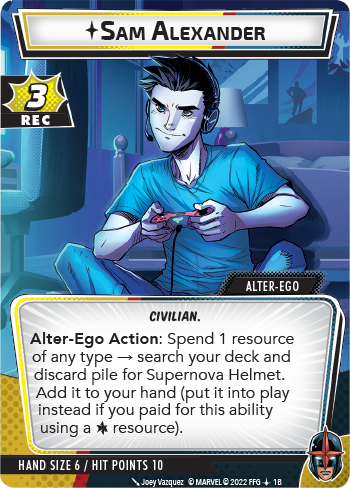 Sam Alexander
3
REC
ALTER-EGO
CIVILIAN.
Alter-Ego Action: Spend 1 resource
of any type → search your deck and
discard pile for Supernova Helmet.
Add it to your hand (put it into play
instead if you paid for this ability
using a resource).
HAND SIZE 6 / HIT POINTS 10
Joey Vazquez © MARVEL © 2022 FFG 1B